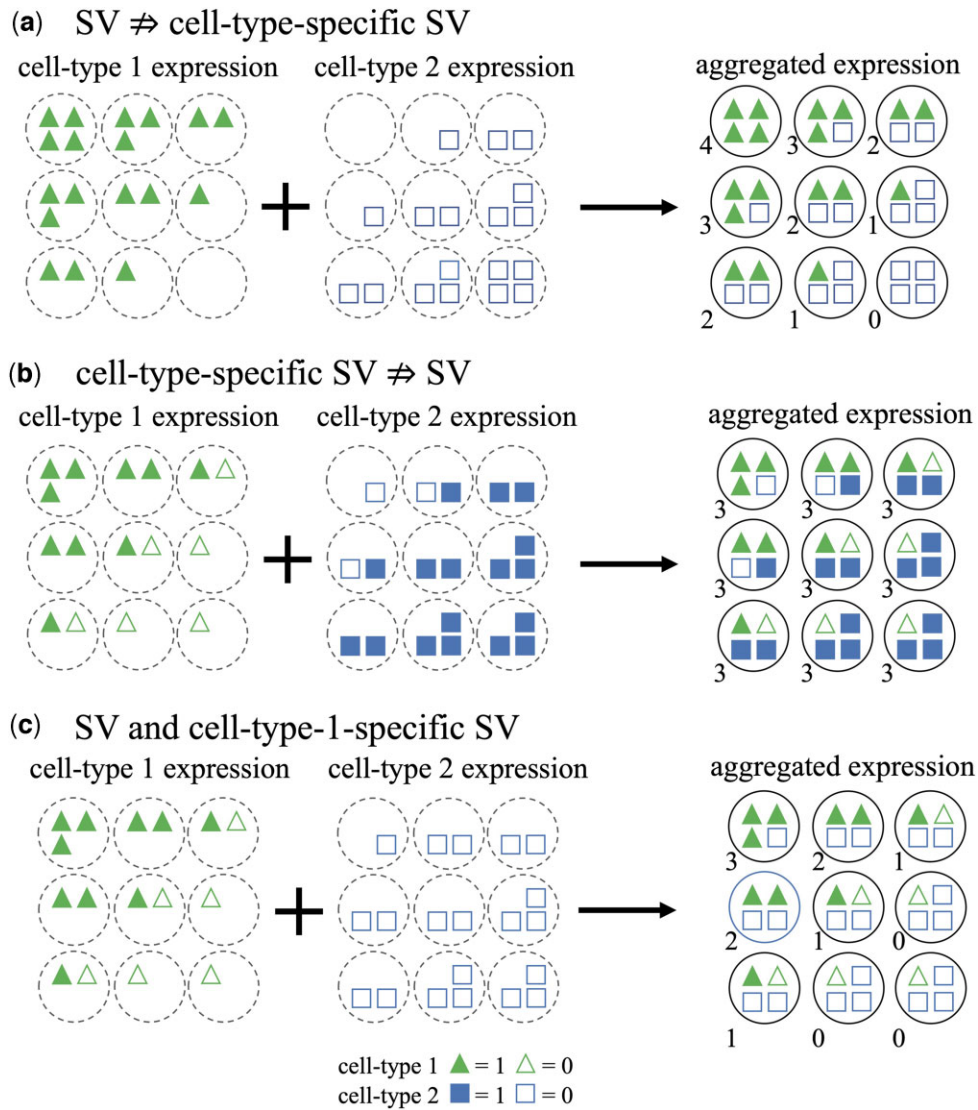 (a) SV ⇏ cell-type-specific SV
cell-type 1 expression cell-type 2 expression aggregated expression
4 3 2
3 2 1
2 1 0
(b) cell-type-specific SV ⇏ SV
cell-type 1 expression cell-type 2 expression aggregated expression
3 3 3
3 3 3
3 3 3
(c) SV and cell-type-1-specific SV
cell-type 1 expression cell-type 2 expression aggregated expression
3 2 1
2 1 0
1 0 0
cell-type 1 ▲ = 1 △ = 0
cell-type 2 ■ = 1 □ = 0